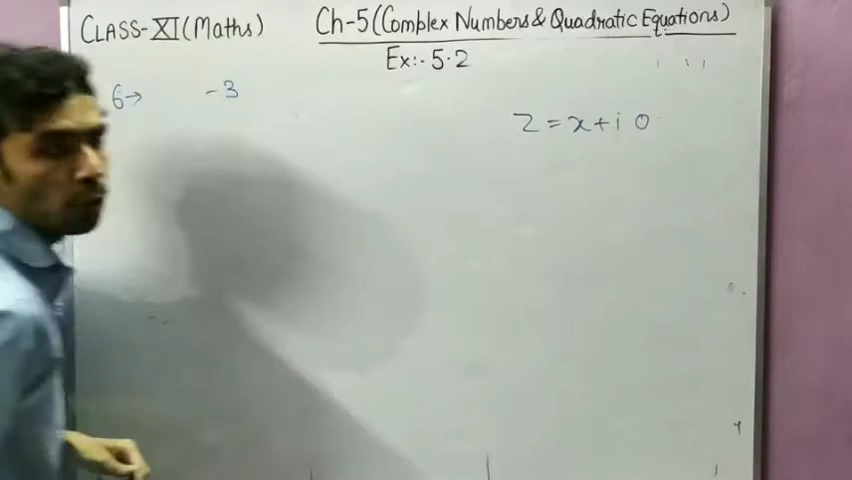 CLASS-XI (Maths)
Ch-5 (Complex Numbers & Quadratic Equations)
Ex:- 5.2
6→ -3
z = x + i 0